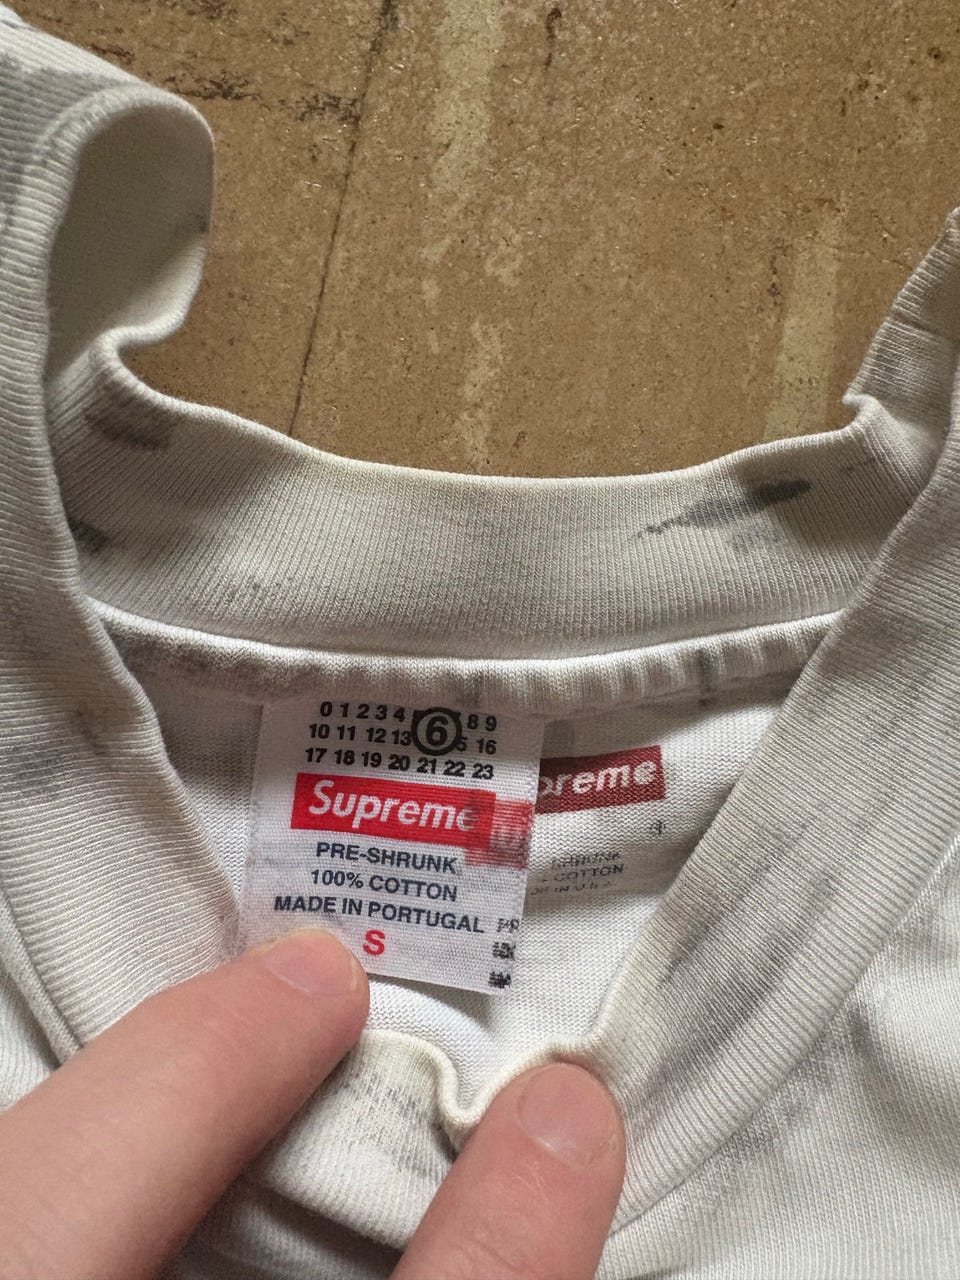 0 1 2 3 4 6 8 9
10 11 12 13 16
17 18 19 20 21 22 23
Supreme
PRE-SHRUNK
100% COTTON
MADE IN PORTUGAL
S
preme
COTTON